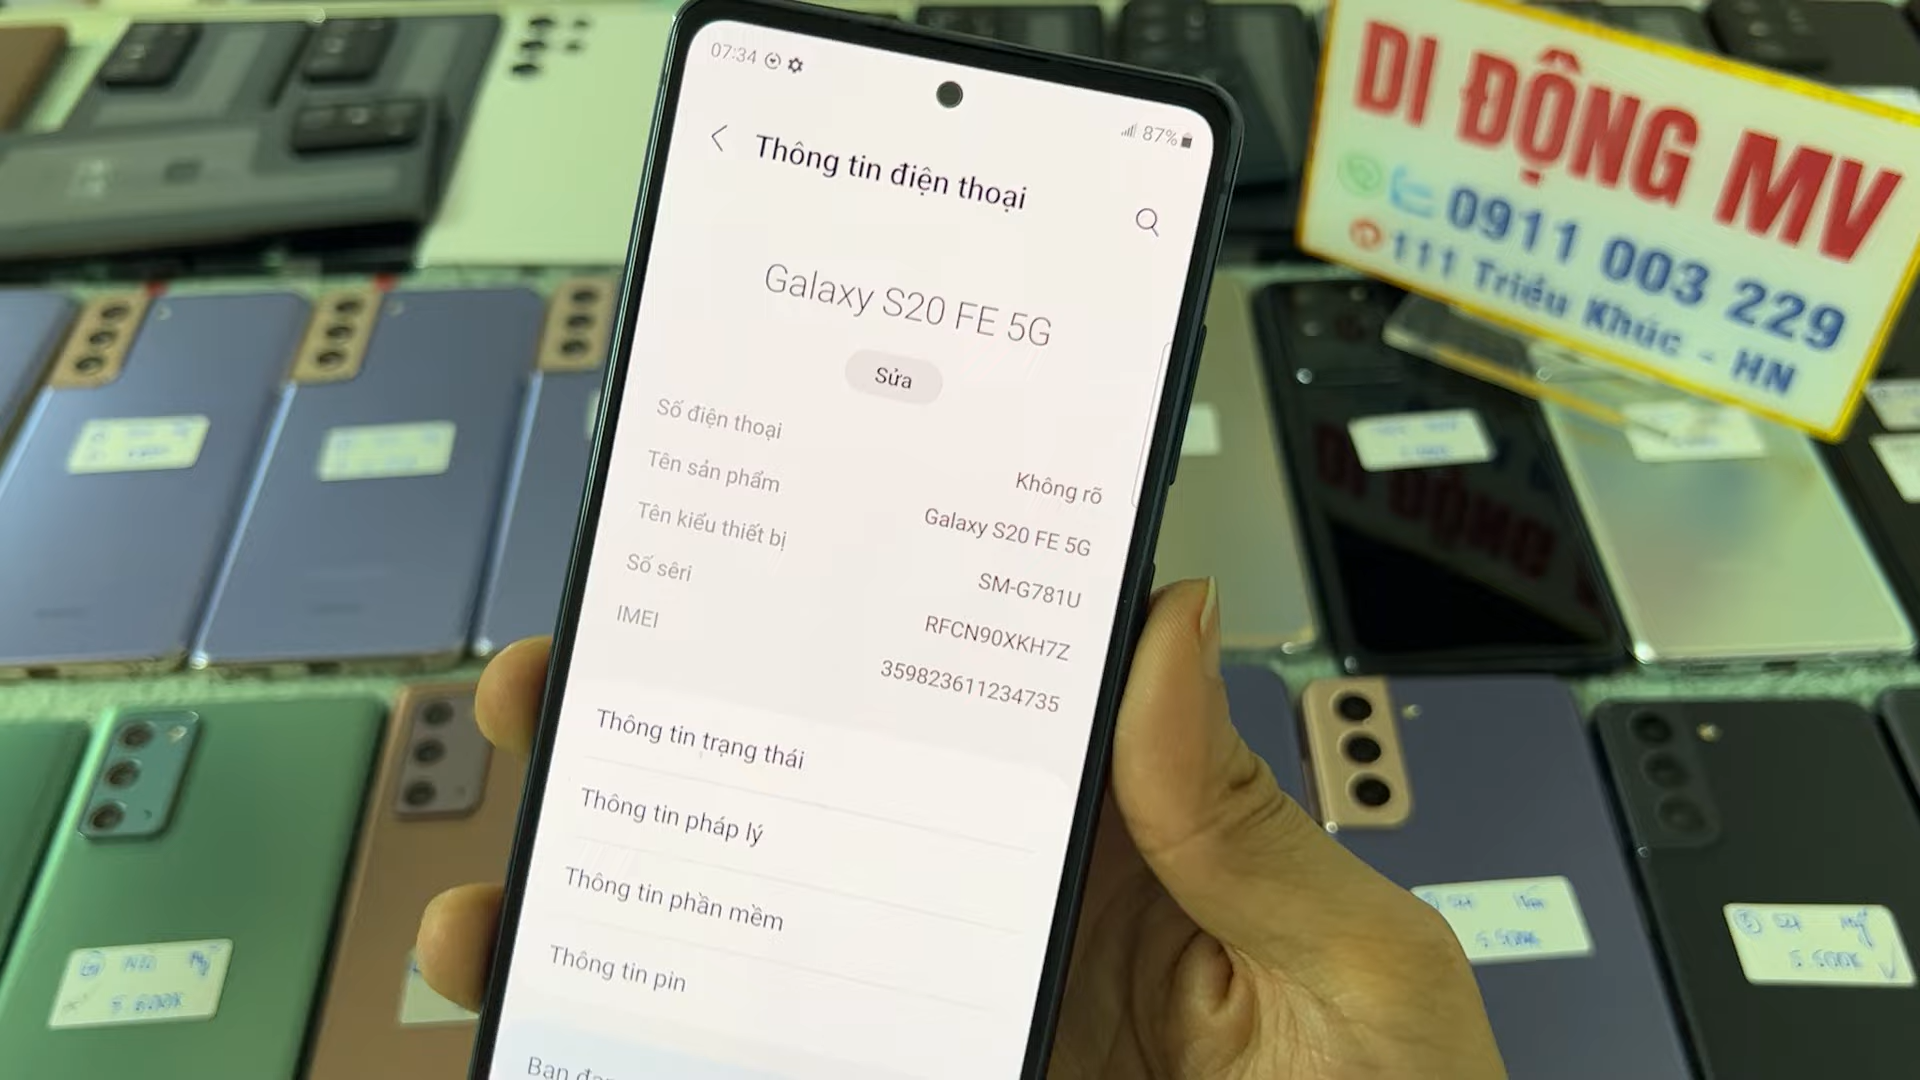 07:34
87%
Thông tin điện thoại
Galaxy S20 FE 5G
Sửa
Số điện thoại
Không rõ
Tên sản phẩm
Galaxy S20 FE 5G
Tên kiểu thiết bị
SM-G781U
Số sêri
RFCN90XKH7Z
IMEI
359823611234735
Thông tin trạng thái
Thông tin pháp lý
Thông tin phần mềm
Thông tin pin
DI ĐỘNG MV
0911 003 229
111 Triều Khúc - HN
DI ĐỘNG